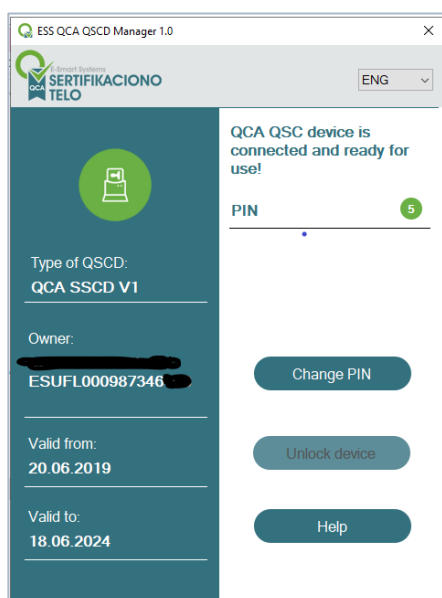 ESS QCA QSCD Manager 1.0
E-Smart Systems
QCA
SERTIFIKACIONO
TELO
ENG
QCA QSC device is
connected and ready for
use!
PIN
5
Type of QSCD:
QCA SSCD V1
Owner:
ESUFL000987346
Change PIN
Valid from:
20.06.2019
Unlock device
Valid to:
18.06.2024
Help